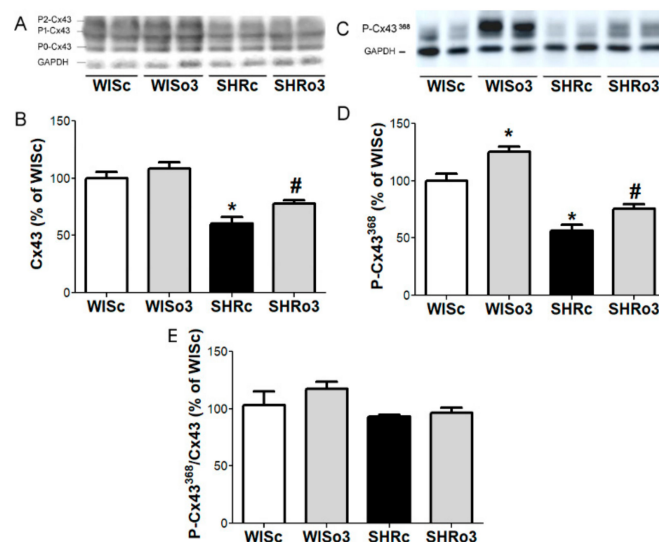 A
P2-Cx43
P1-Cx43
P0-Cx43
GAPDH
WISc WISo3 SHRc SHRo3
C
P-Cx43 368
GAPDH
WISc WISo3 SHRc SHRo3
B
Cx43 (% of WISc)
150
100
50
0
*
#
WISc WISo3 SHRc SHRo3
D
P-Cx43368 (% of WISc)
150
100
50
0
*
*
#
WISc WISo3 SHRc SHRo3
E
P-Cx43368/Cx43 (% of WISc)
150
100
50
0
WISc WISo3 SHRc SHRo3